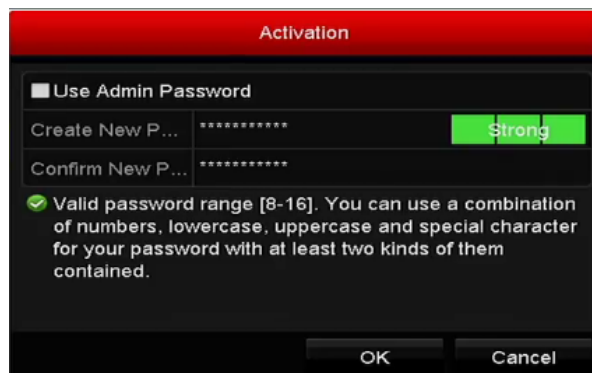 Activation
Use Admin Password
Create New P... *********** Strong
Confirm New P... ***********
Valid password range [8-16]. You can use a combination
of numbers, lowercase, uppercase and special character
for your password with at least two kinds of them
contained.
OK Cancel